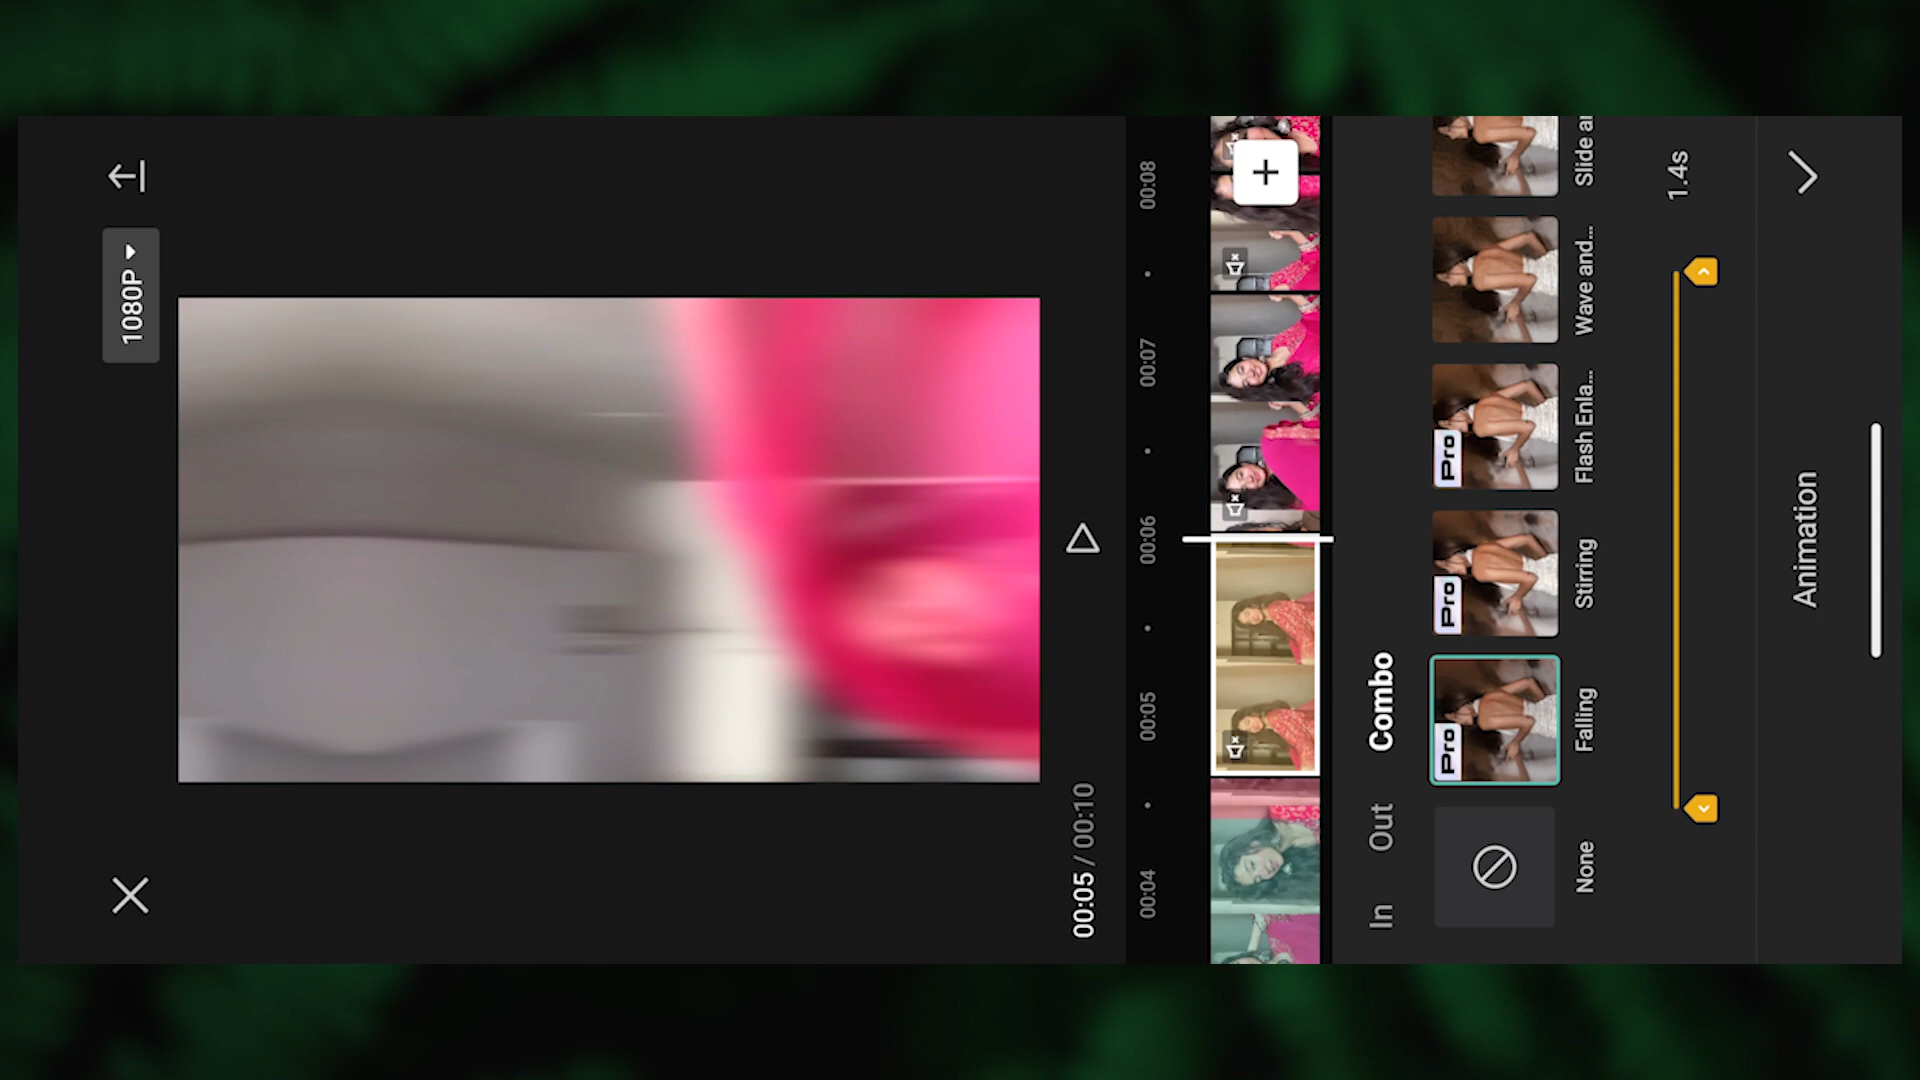 1080P
00:05 / 00:10
00:04
00:05
00:06
00:07
00:08
In
Out
Combo
None
Pro
Falling
Pro
Stirring
Pro
Flash Enla...
Wave and...
Slide a
1.4s
Animation